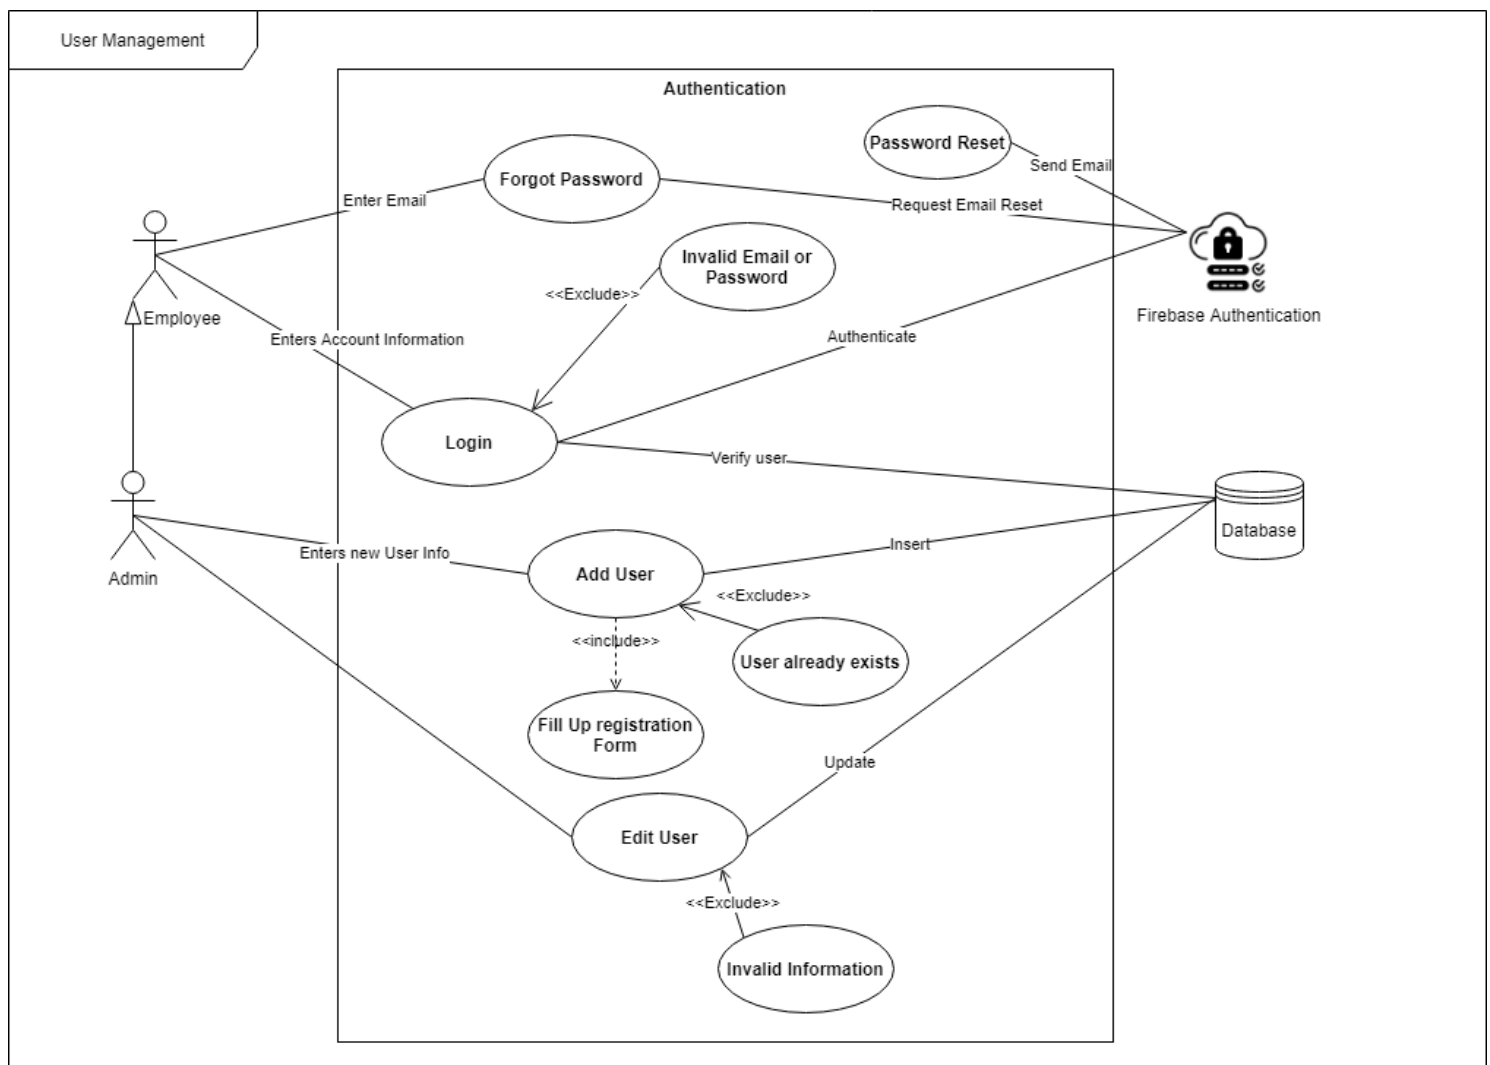 User Management
Authentication
Password Reset
Send Email
Forgot Password
Enter Email
Request Email Reset
Invalid Email or
Password
<<Exclude>>
Employee
Firebase Authentication
Enters Account Information
Authenticate
Login
Verify user
Database
Insert
Enters new User Info
Admin
Add User
<<Exclude>>
<<include>>
User already exists
Fill Up registration
Form
Update
Edit User
<<Exclude>>
Invalid Information